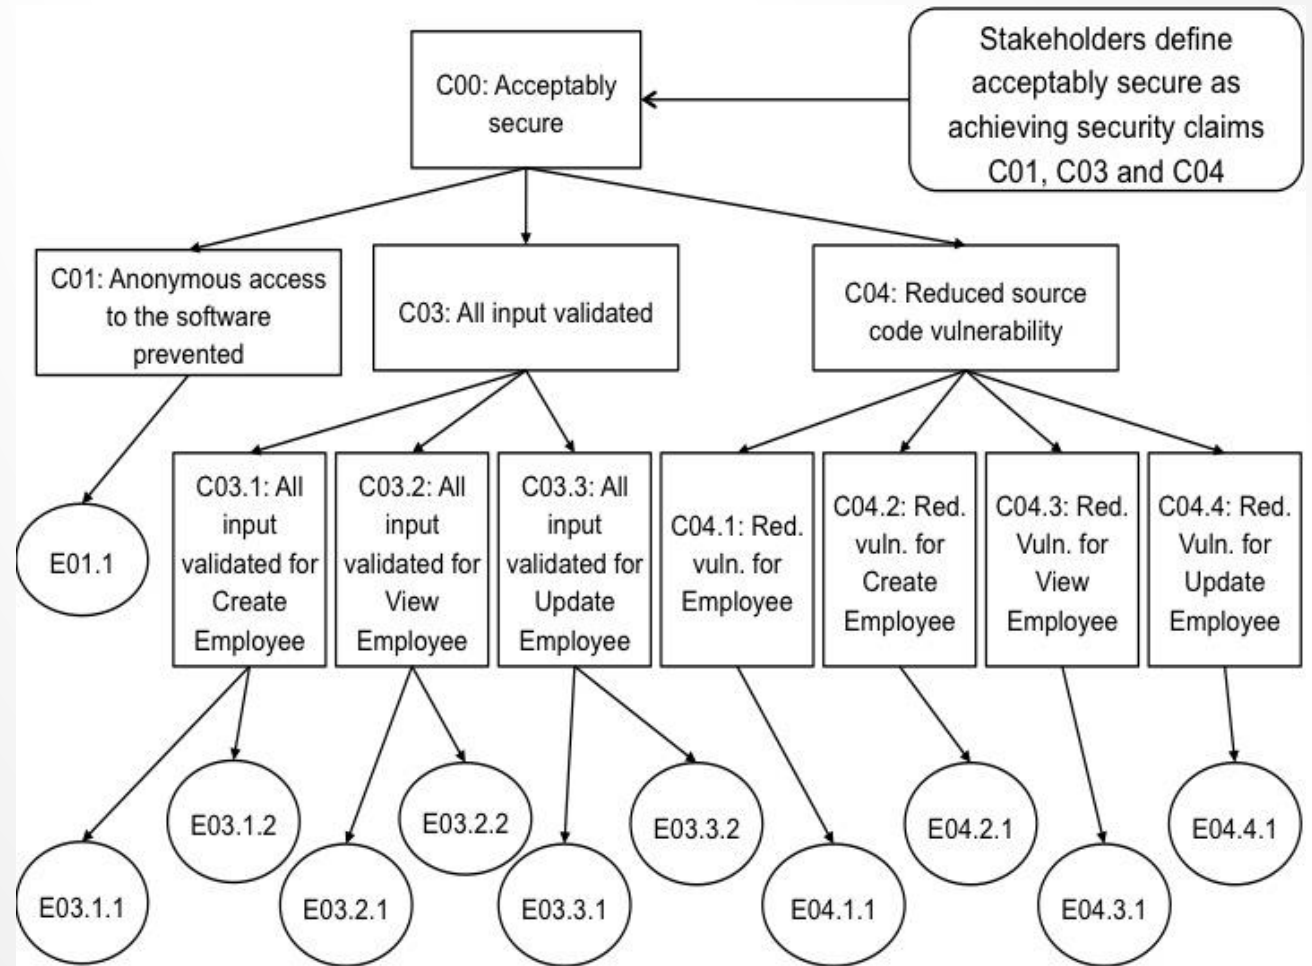 C00: Acceptably
secure
Stakeholders define
acceptably secure as
achieving security claims
C01, C03 and C04
C01: Anonymous access
to the software
prevented
C03: All input validated
C04: Reduced source
code vulnerability
E01.1
C03.1: All
input
validated for
Create
Employee
C03.2: All
input
validated for
View
Employee
C03.3: All
input
validated for
Update
Employee
C04.1: Red.
vuln. for
Employee
C04.2: Red.
vuln. for
Create
Employee
C04.3: Red.
Vuln. for
View
Employee
C04.4: Red.
Vuln. for
Update
Employee
E03.1.1
E03.1.2
E03.2.1
E03.2.2
E03.3.1
E03.3.2
E04.1.1
E04.2.1
E04.3.1
E04.4.1